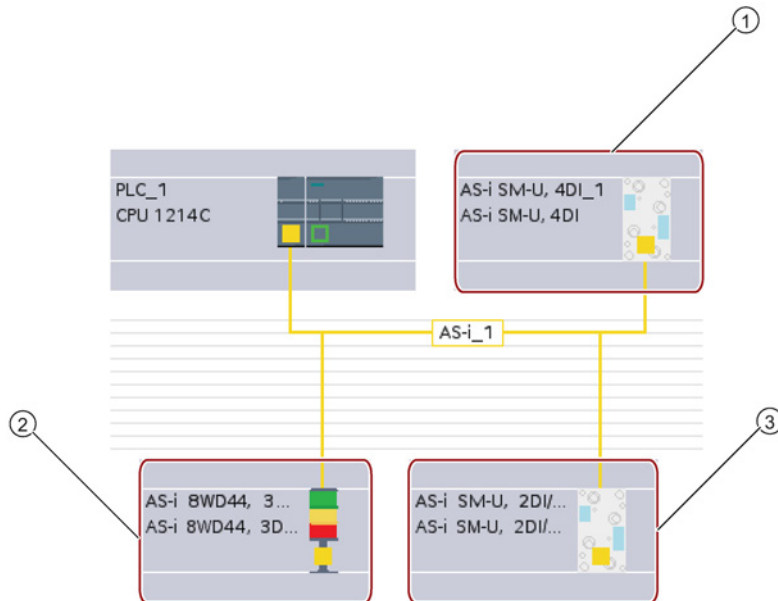 ①
PLC_1
CPU 1214C
AS-i SM-U, 4DI_1
AS-i SM-U, 4DI
AS-i_1
②
③
AS-i 8WD44, 3...
AS-i 8WD44, 3D...
AS-i SM-U, 2DI/...
AS-i SM-U, 2DI/...